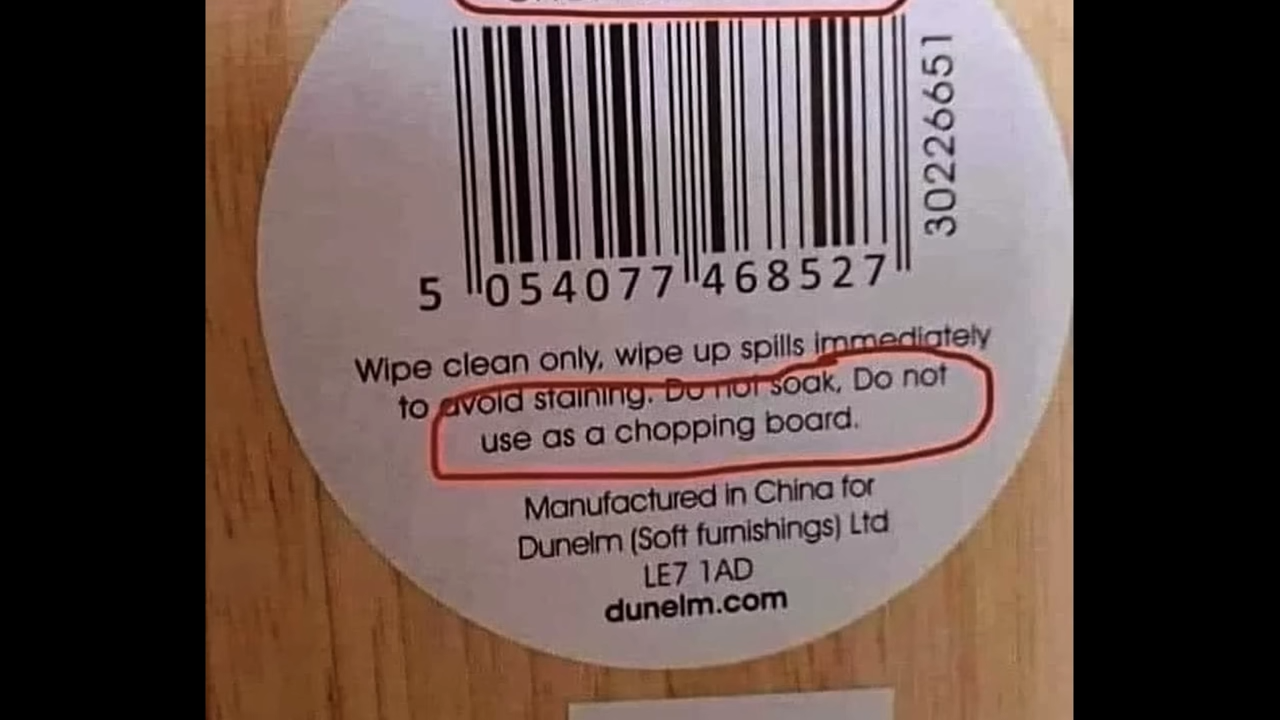 30226651
5 054077 468527
Wipe clean only, wipe up spills immediately
to avoid staining. Do not soak, Do not
use as a chopping board.
Manufactured in China for
Dunelm (Soft furnishings) Ltd
LE7 1AD
dunelm.com